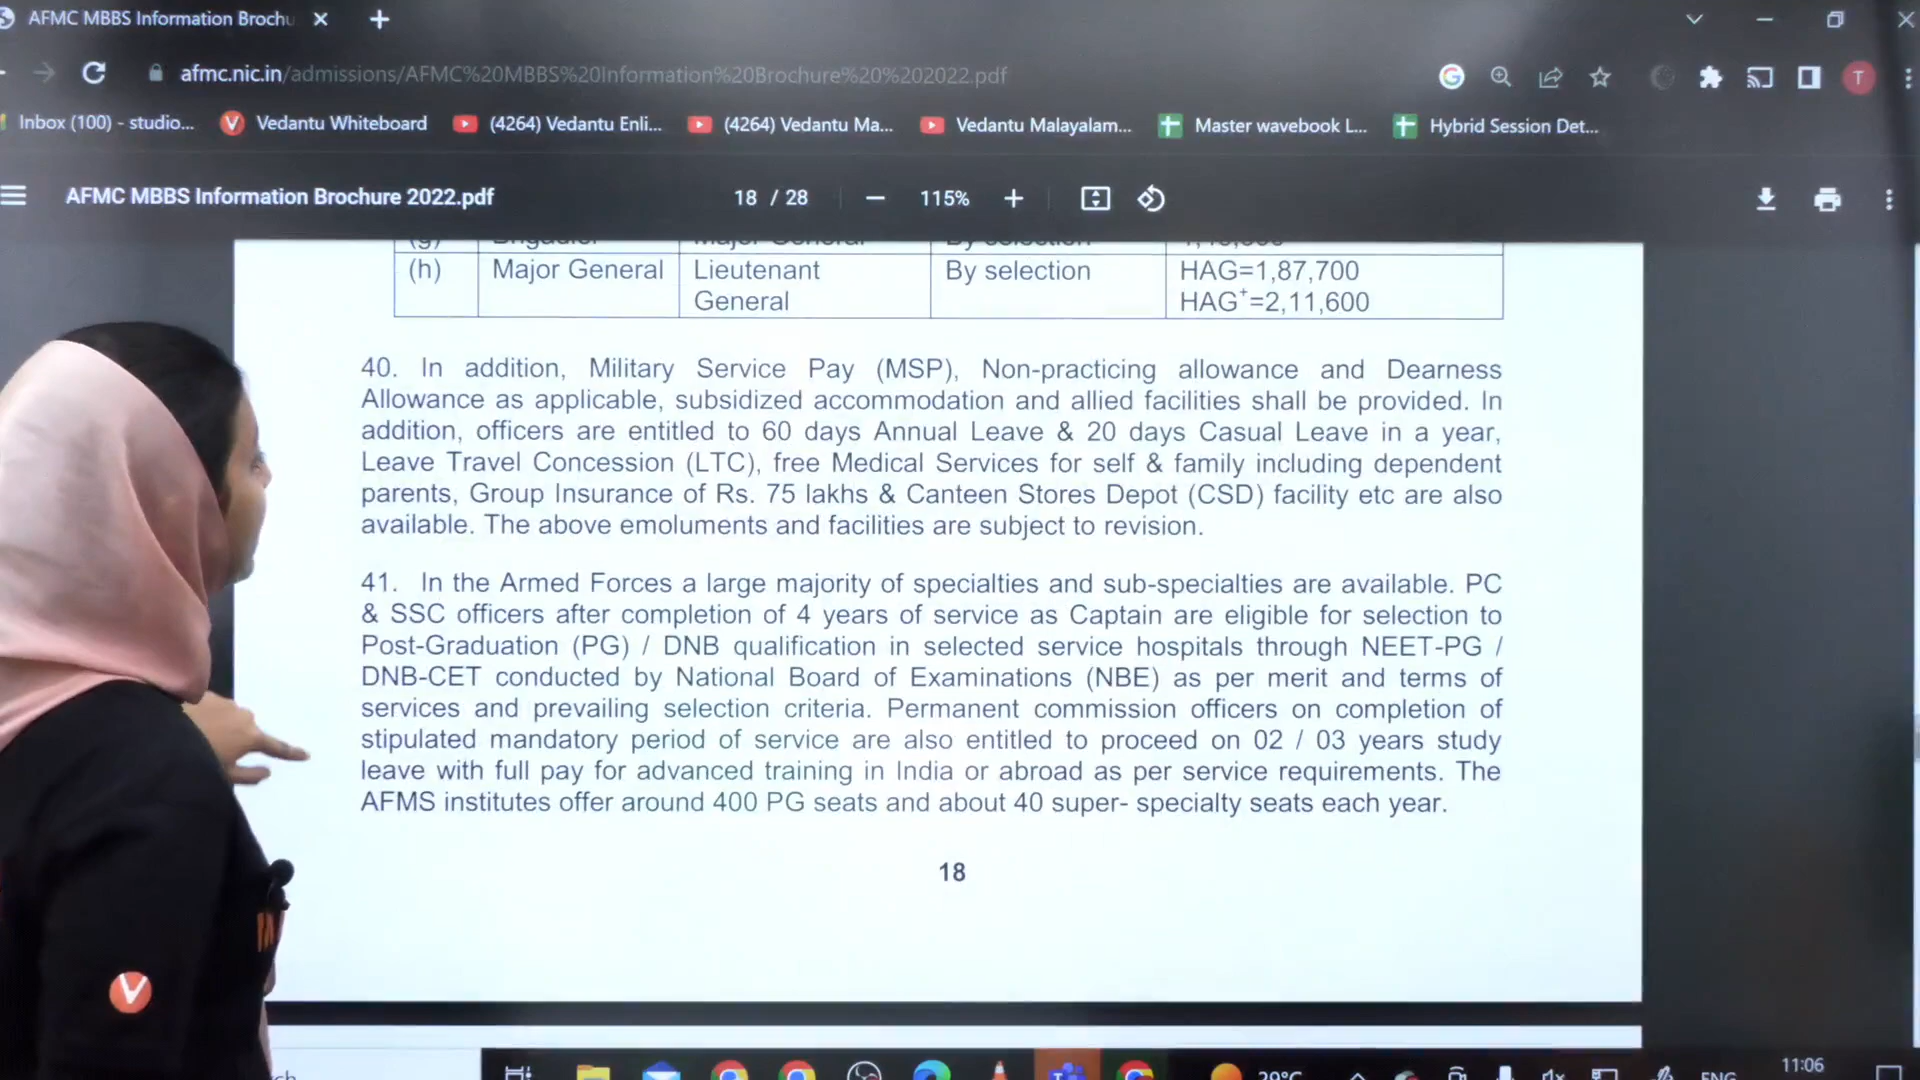 AFMC MBBS Information Brochu
afmc.nic.in/admissions/AFMC%20MBBS%20Information%20Brochure%20%202022.pdf
T
Inbox (100) - studio... Vedantu Whiteboard (4264) Vedantu Enli... (4264) Vedantu Ma... Vedantu Malayalam... Master wavebook L... Hybrid Session Det...
AFMC MBBS Information Brochure 2022.pdf 18 / 28 115%
(g) Brigadier Major General By selection
(h) Major General Lieutenant General By selection HAG=1,87,700
HAG+=2,11,600
40. In addition, Military Service Pay (MSP), Non-practicing allowance and Dearness
Allowance as applicable, subsidized accommodation and allied facilities shall be provided. In
addition, officers are entitled to 60 days Annual Leave & 20 days Casual Leave in a year,
Leave Travel Concession (LTC), free Medical Services for self & family including dependent
parents, Group Insurance of Rs. 75 lakhs & Canteen Stores Depot (CSD) facility etc are also
available. The above emoluments and facilities are subject to revision.
41. In the Armed Forces a large majority of specialties and sub-specialties are available. PC
& SSC officers after completion of 4 years of service as Captain are eligible for selection to
Post-Graduation (PG) / DNB qualification in selected service hospitals through NEET-PG /
DNB-CET conducted by National Board of Examinations (NBE) as per merit and terms of
services and prevailing selection criteria. Permanent commission officers on completion of
stipulated mandatory period of service are also entitled to proceed on 02 / 03 years study
leave with full pay for advanced training in India or abroad as per service requirements. The
AFMS institutes offer around 400 PG seats and about 40 super- specialty seats each year.
18
29°C ENG 11:06